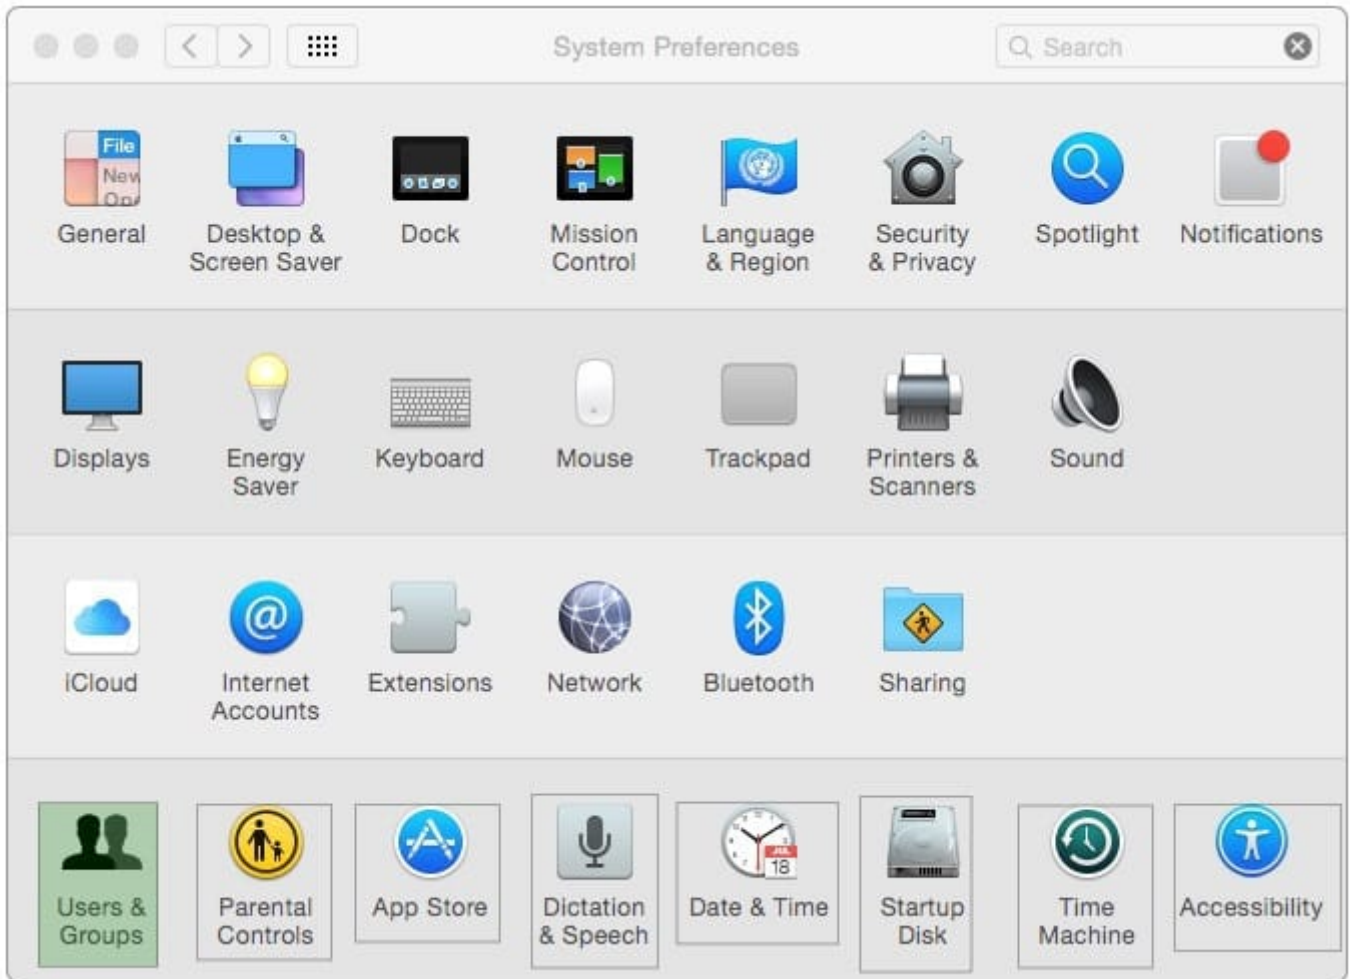 System Preferences
Search
File
New
General
Desktop &
Screen Saver
Dock
Mission
Control
Language
& Region
Security
& Privacy
Spotlight
Notifications
Displays
Energy
Saver
Keyboard
Mouse
Trackpad
Printers &
Scanners
Sound
iCloud
@
Internet
Accounts
Extensions
Network
Bluetooth
Sharing
JUL
18
Users &
Groups
Parental
Controls
App Store
Dictation
& Speech
Date & Time
Startup
Disk
Time
Machine
Accessibility